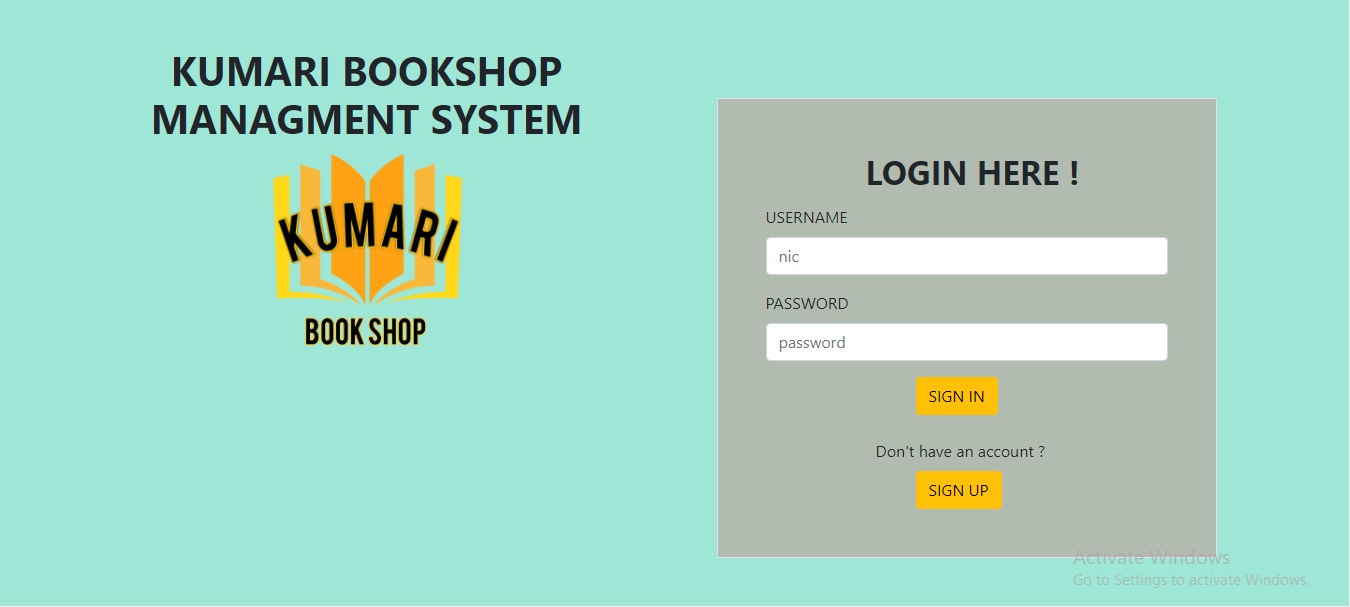 KUMARI BOOKSHOP
MANAGMENT SYSTEM
KUMARI
BOOK SHOP
LOGIN HERE !
USERNAME
nic
PASSWORD
password
SIGN IN
Don't have an account ?
SIGN UP
Activate Windows
Go to Settings to activate Windows.